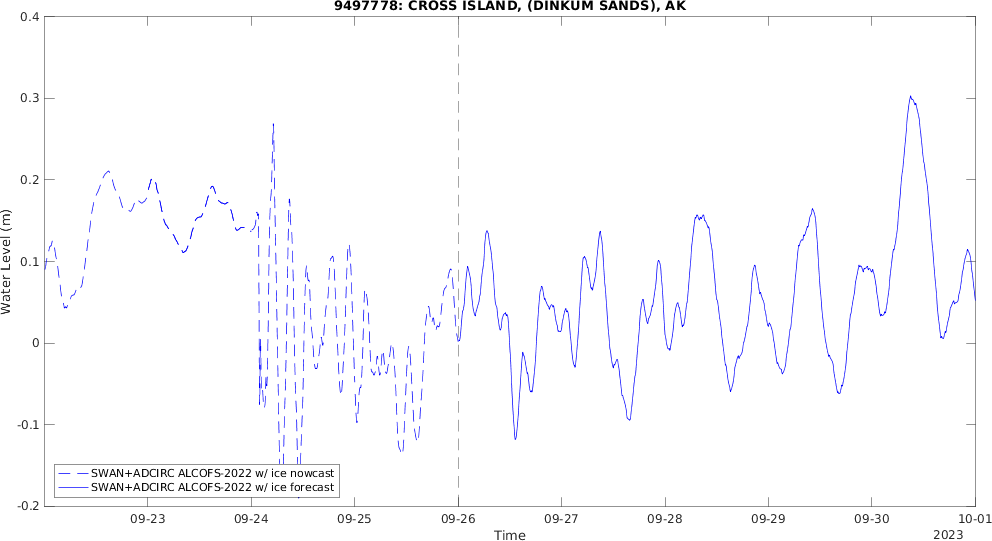 9497778: CROSS ISLAND, (DINKUM SANDS), AK
0.4
0.3
0.2
0.1
0
-0.1
-0.2
Water Level (m)
SWAN+ADCIRC ALCOFS-2022 w/ ice nowcast
SWAN+ADCIRC ALCOFS-2022 w/ ice forecast
09-23 09-24 09-25 09-26 09-27 09-28 09-29 09-30 10-01
Time
2023